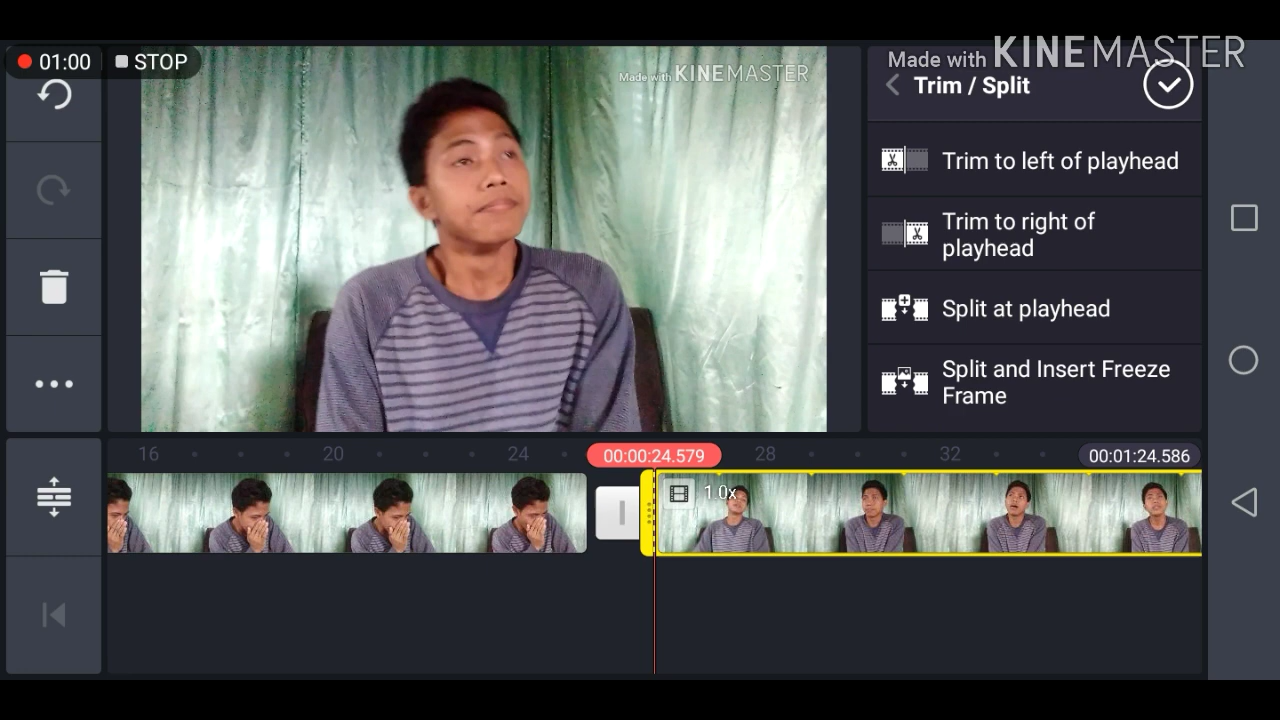 01:00
STOP
Made with KINEMASTER
Made with KINEMASTER
Trim / Split
Trim to left of playhead
Trim to right of
playhead
Split at playhead
Split and Insert Freeze
Frame
16 20 24 00:00:24.579 28 32 00:01:24.586
1.0x